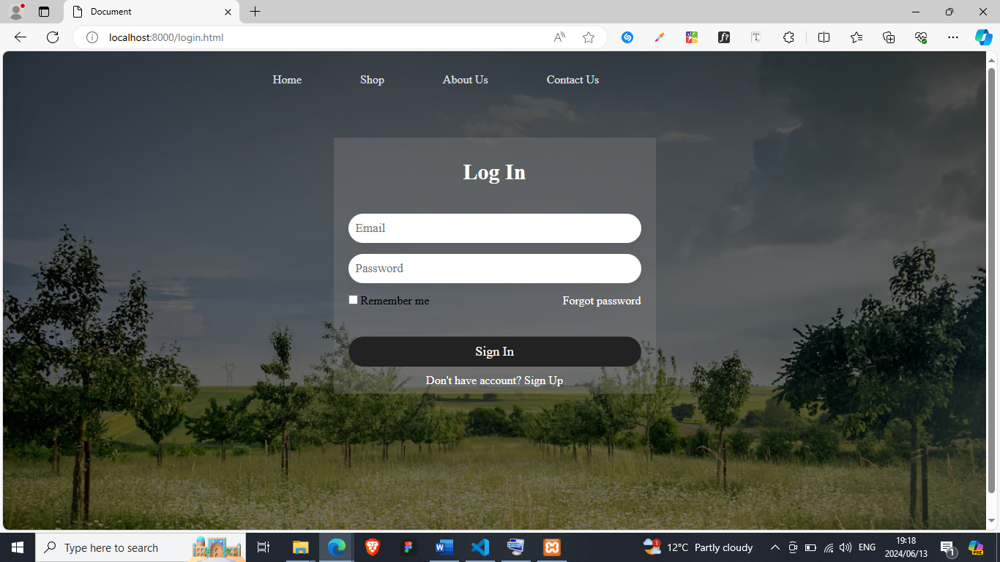 Document
localhost:8000/login.html
Home Shop About Us Contact Us
Log In
Email
Password
Remember me Forgot password
Sign In
Don't have account? Sign Up
Type here to search
12°C Partly cloudy
ENG
19:18
2024/06/13